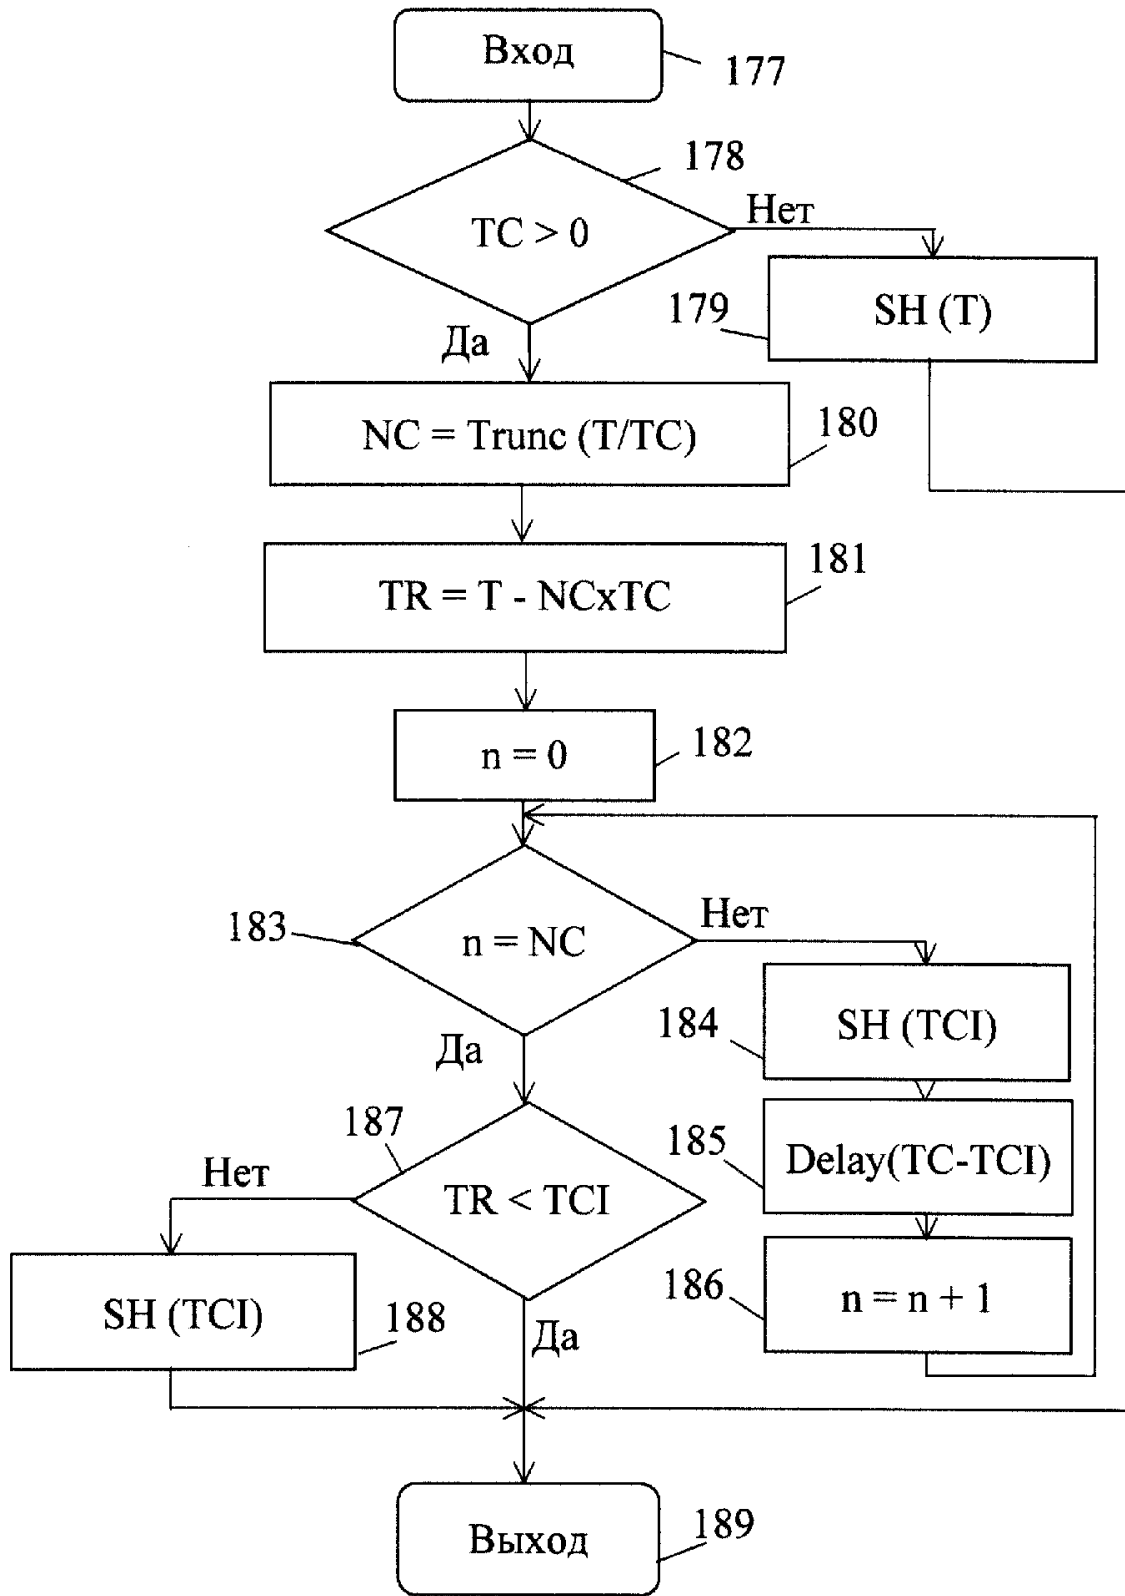 Вход
177
178
TC > 0
Нет
179
SH (T)
Да
NC = Trunc (T/TC)
180
TR = T - NCxTC
181
n = 0
182
183
n = NC
Нет
184
SH (TCI)
Да
185
Delay(TC-TCI)
187
Нет
TR < TCI
186
n = n + 1
SH (TCI)
188
Да
Выход
189